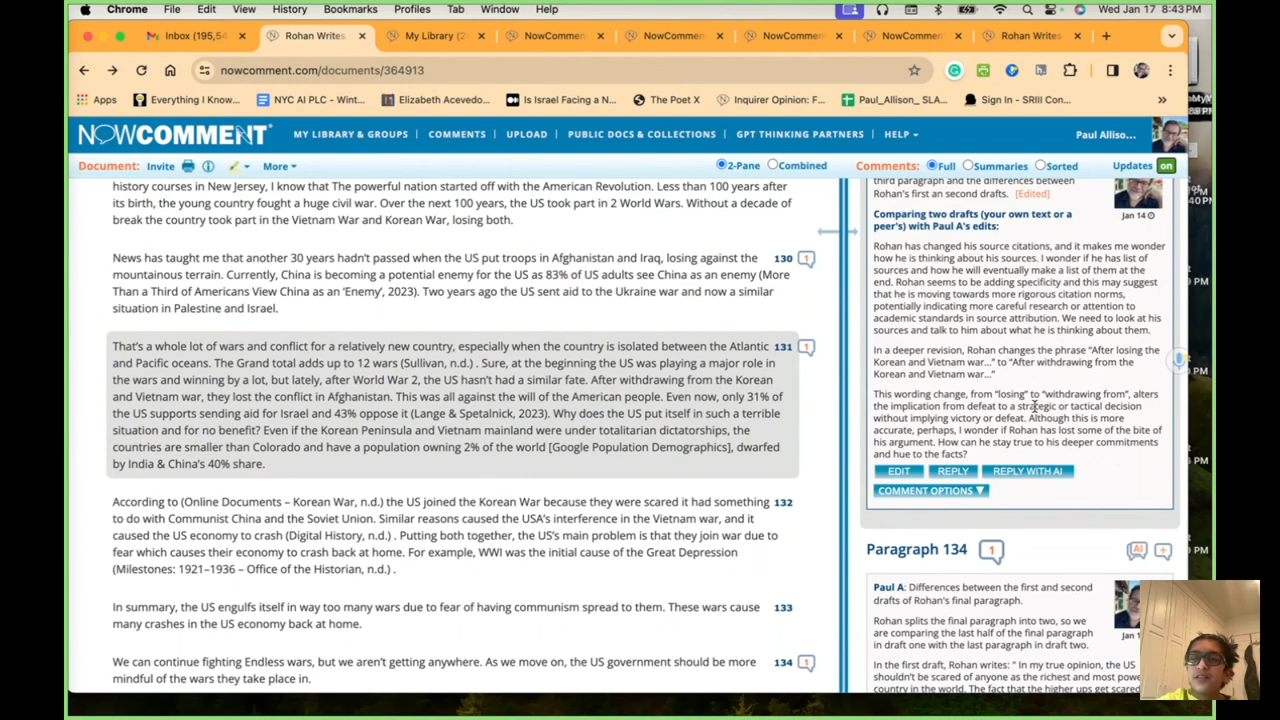 Chrome File Edit View History Bookmarks Profiles Tab Window Help Wed Jan 17 8:43 PM
Inbox (195,54 Rohan Writes My Library (2 NowCommen NowCommen NowCommen NowCommen Rohan Writes
nowcomment.com/documents/364913
Apps Everything I Know... NYC AI PLC – Wint... Elizabeth Acevedo... Is Israel Facing a N... The Poet X Inquirer Opinion: F... Paul_Allison_ SLA... Sign In - SRIII Con...
NOWCOMMENT MY LIBRARY & GROUPS COMMENTS UPLOAD PUBLIC DOCS & COLLECTIONS GPT THINKING PARTNERS HELP Paul Alliso...
Document: Invite More 2-Pane Combined Comments: Full Summaries Sorted Updates on
history courses in New Jersey, I know that The powerful nation started off with the American Revolution. Less than 100 years after
its birth, the young country fought a huge civil war. Over the next 100 years, the US took part in 2 World Wars. Without a decade of
break the country took part in the Vietnam War and Korean War, losing both.
News has taught me that another 30 years hadn't passed when the US put troops in Afghanistan and Iraq, losing against the 130 1
mountainous terrain. Currently, China is becoming a potential enemy for the US as 83% of US adults see China as an enemy (More
Than a Third of Americans View China as an 'Enemy', 2023). Two years ago the US sent aid to the Ukraine war and now a similar
situation in Palestine and Israel.
That's a whole lot of wars and conflict for a relatively new country, especially when the country is isolated between the Atlantic 131 1
and Pacific oceans. The Grand total adds up to 12 wars (Sullivan, n.d.) . Sure, at the beginning the US was playing a major role in
the wars and winning by a lot, but lately, after World War 2, the US hasn't had a similar fate. After withdrawing from the Korean
and Vietnam war, they lost the conflict in Afghanistan. This was all against the will of the American people. Even now, only 31% of
the US supports sending aid for Israel and 43% oppose it (Lange & Spetalnick, 2023). Why does the US put itself in such a terrible
situation and for no benefit? Even if the Korean Peninsula and Vietnam mainland were under totalitarian dictatorships, the
countries are smaller than Colorado and have a population owning 2% of the world [Google Population Demographics], dwarfed
by India & China's 40% share.
According to (Online Documents – Korean War, n.d.) the US joined the Korean War because they were scared it had something 132
to do with Communist China and the Soviet Union. Similar reasons caused the USA's interference in the Vietnam war, and it
caused the US economy to crash (Digital History, n.d.) . Putting both together, the US's main problem is that they join war due to
fear which causes their economy to crash back at home. For example, WWI was the initial cause of the Great Depression
(Milestones: 1921–1936 – Office of the Historian, n.d.) .
In summary, the US engulfs itself in way too many wars due to fear of having communism spread to them. These wars cause 133
many crashes in the US economy back at home.
We can continue fighting Endless wars, but we aren't getting anywhere. As we move on, the US government should be more 134 1
mindful of the wars they take place in.
third paragraph and the differences between
Rohan's first an second drafts. [Edited]
Jan 14
Comparing two drafts (your own text or a
peer's) with Paul A's edits:
Rohan has changed his source citations, and it makes me wonder
how he is thinking about his sources. I wonder if he has list of
sources and how he will eventually make a list of them at the
end. Rohan seems to be adding specificity and this may suggest
that he is moving towards more rigorous citation norms,
potentially indicating more careful research or attention to
academic standards in source attribution. We need to look at his
sources and talk to him about what he is thinking about them.
In a deeper revision, Rohan changes the phrase "After losing the
Korean and Vietnam war..." to "After withdrawing from the
Korean and Vietnam war..."
This wording change, from "losing" to "withdrawing from", alters
the implication from defeat to a strategic or tactical decision
without implying victory or defeat. Although this is more
accurate, perhaps, I wonder if Rohan has lost some of the bite of
his argument. How can he stay true to his deeper commitments
and hue to the facts?
EDIT REPLY REPLY WITH AI
COMMENT OPTIONS
Paragraph 134 1 AI
Paul A: Differences between the first and second
drafts of Rohan's final paragraph.
Rohan splits the final paragraph into two, so we
are comparing the last half of the final paragraph
in draft one with the last paragraph in draft two.
In the first draft, Rohan writes: " In my true opinion, the US
shouldn't be scared of anyone as the richest and most
country in the world. The fact that the higher ups get scared